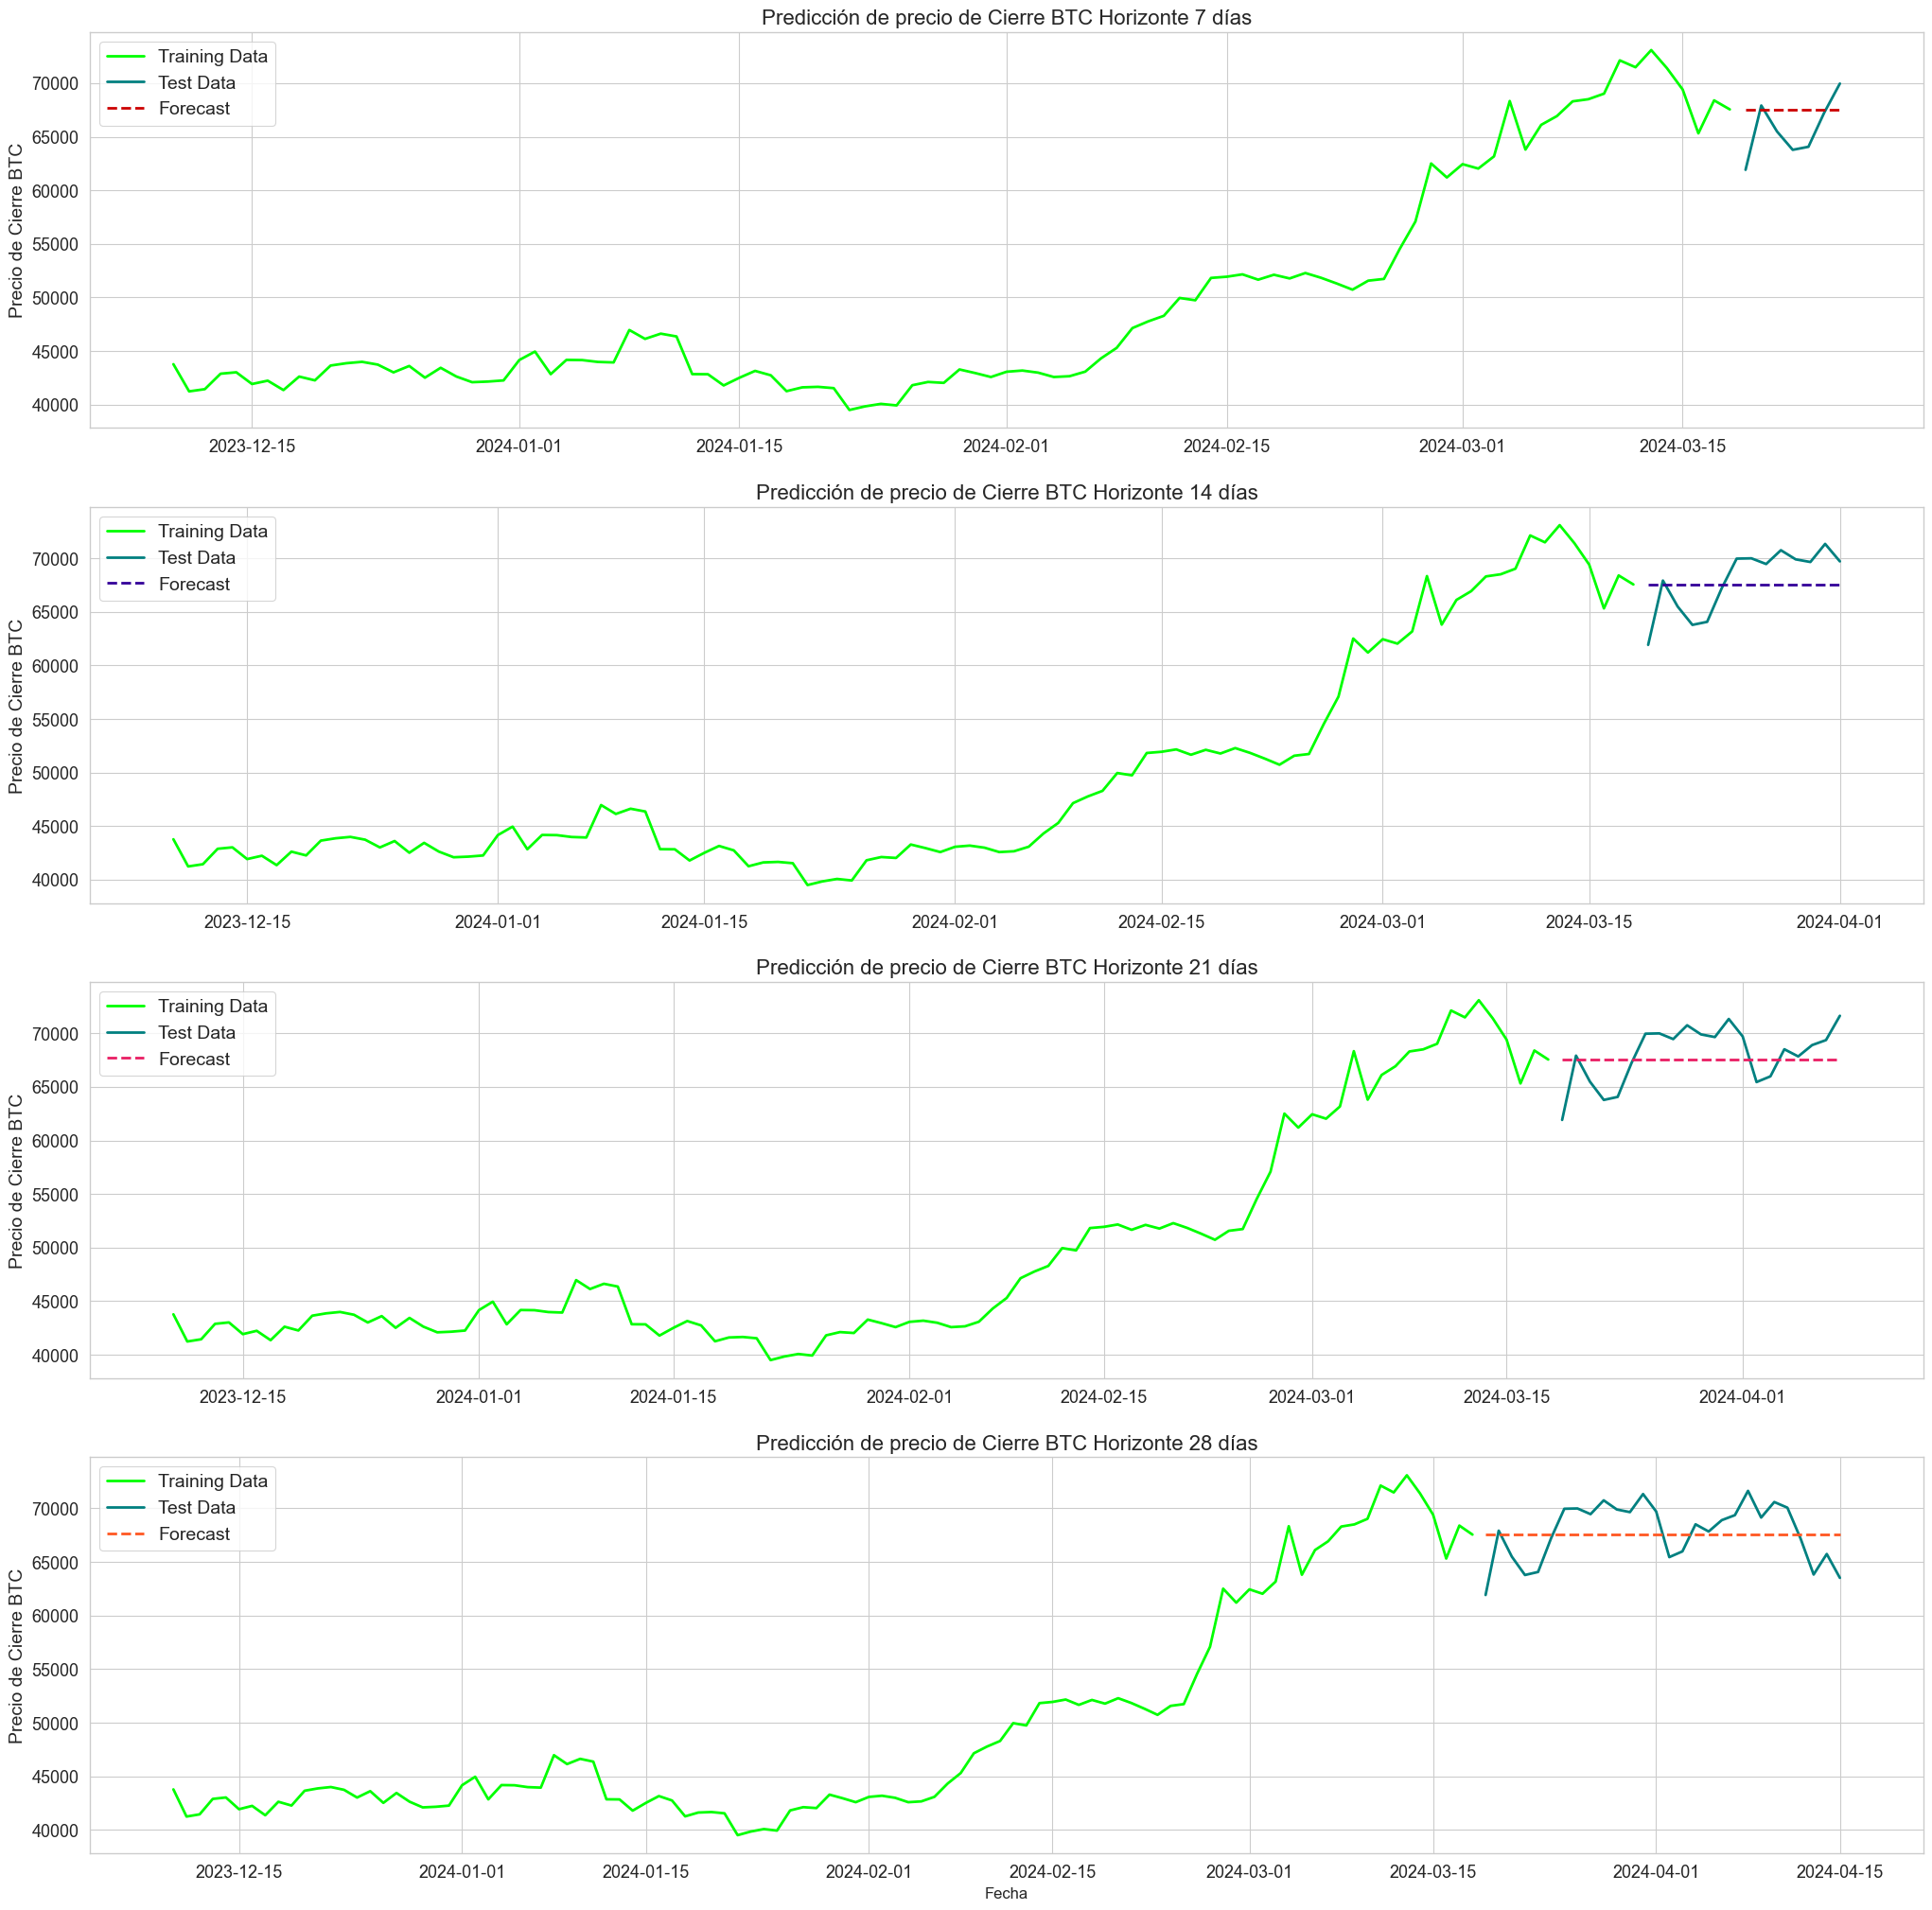 Predicción de precio de Cierre BTC Horizonte 7 días
Training Data
Test Data
Forecast
Precio de Cierre BTC
70000
65000
60000
55000
50000
45000
40000
2023-12-15 2024-01-01 2024-01-15 2024-02-01 2024-02-15 2024-03-01 2024-03-15
Predicción de precio de Cierre BTC Horizonte 14 días
Training Data
Test Data
Forecast
Precio de Cierre BTC
70000
65000
60000
55000
50000
45000
40000
2023-12-15 2024-01-01 2024-01-15 2024-02-01 2024-02-15 2024-03-01 2024-03-15 2024-04-01
Predicción de precio de Cierre BTC Horizonte 21 días
Training Data
Test Data
Forecast
Precio de Cierre BTC
70000
65000
60000
55000
50000
45000
40000
2023-12-15 2024-01-01 2024-01-15 2024-02-01 2024-02-15 2024-03-01 2024-03-15 2024-04-01
Predicción de precio de Cierre BTC Horizonte 28 días
Training Data
Test Data
Forecast
Precio de Cierre BTC
70000
65000
60000
55000
50000
45000
40000
2023-12-15 2024-01-01 2024-01-15 2024-02-01 2024-02-15 2024-03-01 2024-03-15 2024-04-01 2024-04-15
Fecha